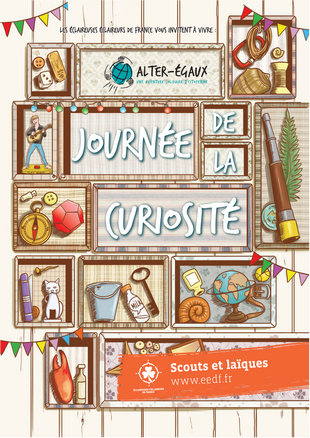 LES ÉCLAIREUSES ÉCLAIREURS DE FRANCE VOUS INVITENT À VIVRE :
ALTER-ÉGAUX
JOURNÉE
DE
LA
CURIOSITÉ
Scouts et laïques
www.eedf.fr